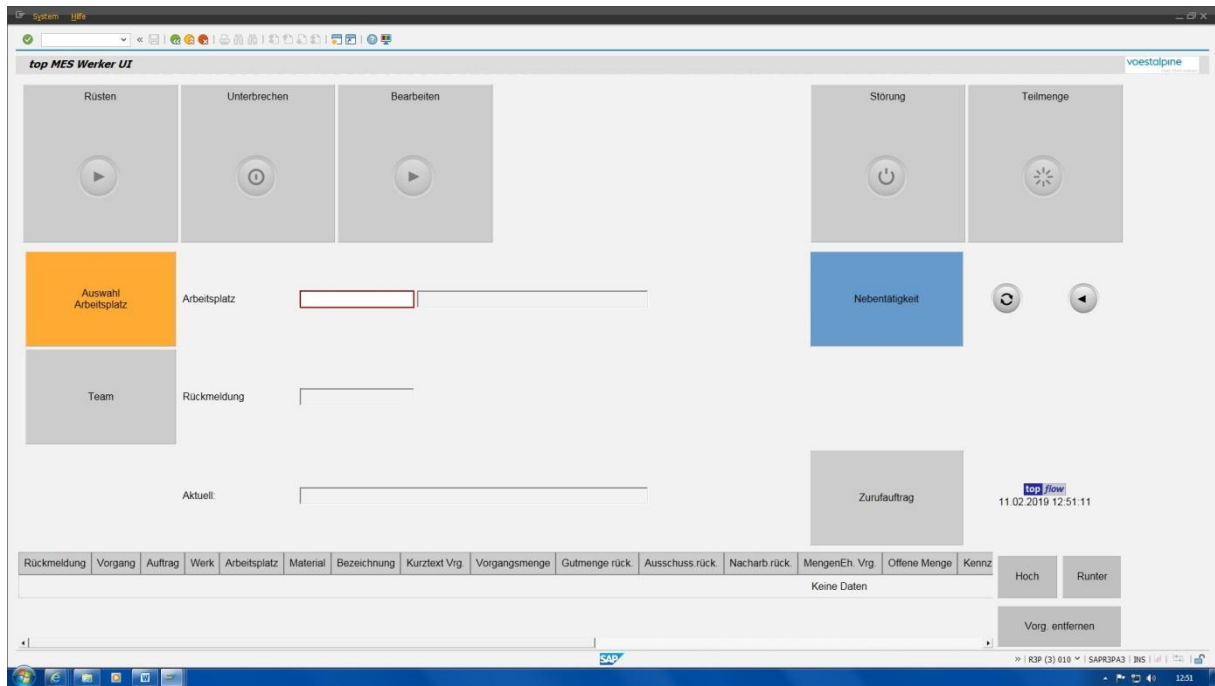 System Hilfe
top MES Werker UI
voestalpine
Rüsten
Unterbrechen
Bearbeiten
Störung
Teilmenge
Auswahl
Arbeitsplatz
Arbeitsplatz
Nebentätigkeit
Team
Rückmeldung
Aktuell:
Zurufauftrag
top flow
11.02.2019 12:51:11
Rückmeldung Vorgang Auftrag Werk Arbeitsplatz Material Bezeichnung Kurztext Vrg. Vorgangsmenge Gutmenge rück. Ausschuss.rück. Nacharb.rück. MengenEh. Vrg. Offene Menge Kennz
Keine Daten
Hoch
Runter
Vorg. entfernen
SAP
R3P (3) 010 SAPR3PA3 INS
12:51